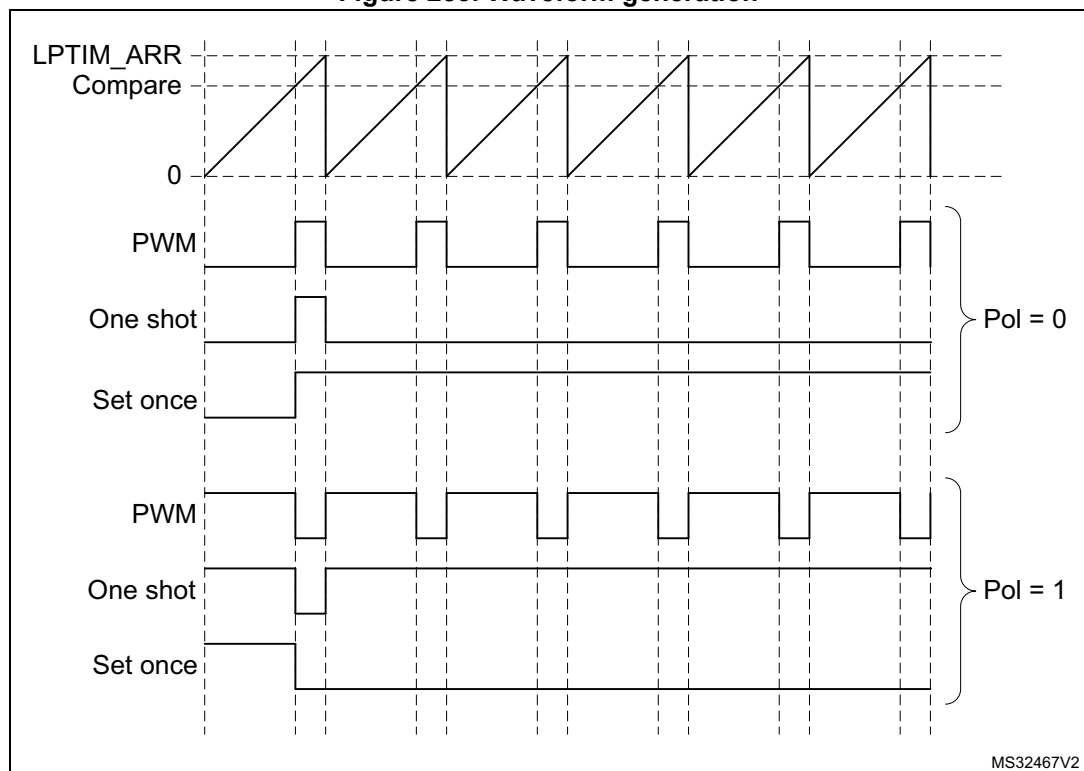 LPTIM_ARR
Compare
0
PWM
One shot
Set once
Pol = 0
PWM
One shot
Set once
Pol = 1
MS32467V2